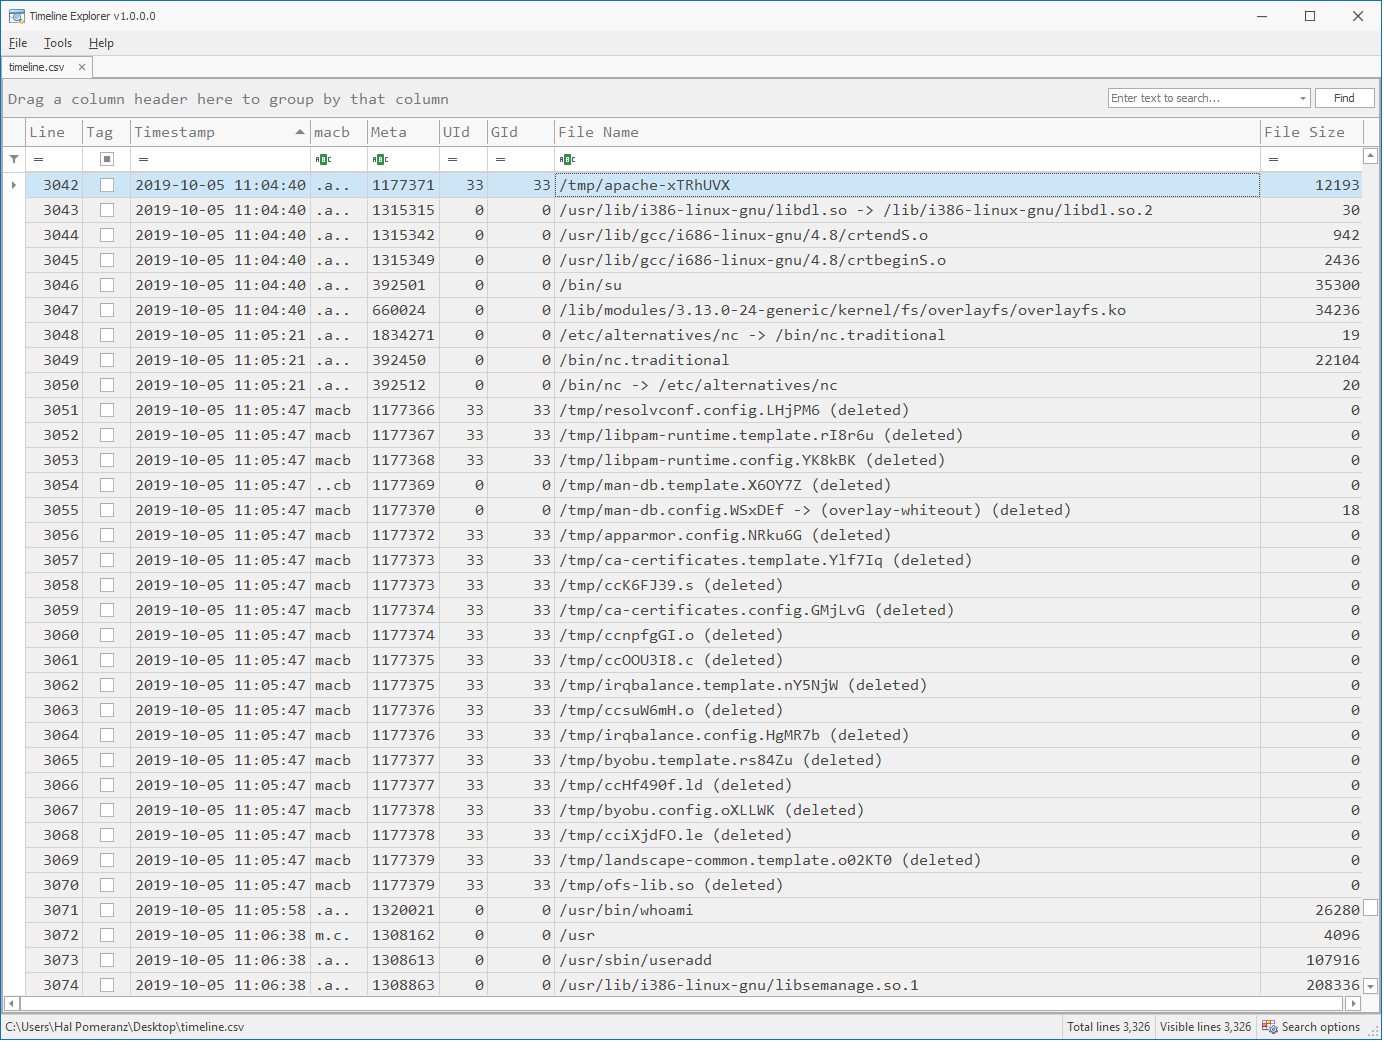 Timeline Explorer v1.0.0.0
File Tools Help
timeline.csv
Drag a column header here to group by that column
Enter text to search... Find
Line Tag Timestamp macb Meta UId GId File Name File Size
= = ABC ABC = = ABC =
3042 2019-10-05 11:04:40 .a.. 1177371 33 33 /tmp/apache-xTRhUVX 12193
3043 2019-10-05 11:04:40 .a.. 1315315 0 0 /usr/lib/i386-linux-gnu/libdl.so -> /lib/i386-linux-gnu/libdl.so.2 30
3044 2019-10-05 11:04:40 .a.. 1315342 0 0 /usr/lib/gcc/i686-linux-gnu/4.8/crtendS.o 942
3045 2019-10-05 11:04:40 .a.. 1315349 0 0 /usr/lib/gcc/i686-linux-gnu/4.8/crtbeginS.o 2436
3046 2019-10-05 11:04:40 .a.. 392501 0 0 /bin/su 35300
3047 2019-10-05 11:04:40 .a.. 660024 0 0 /lib/modules/3.13.0-24-generic/kernel/fs/overlayfs/overlayfs.ko 34236
3048 2019-10-05 11:05:21 .a.. 1834271 0 0 /etc/alternatives/nc -> /bin/nc.traditional 19
3049 2019-10-05 11:05:21 .a.. 392450 0 0 /bin/nc.traditional 22104
3050 2019-10-05 11:05:21 .a.. 392512 0 0 /bin/nc -> /etc/alternatives/nc 20
3051 2019-10-05 11:05:47 macb 1177366 33 33 /tmp/resolvconf.config.LHjPM6 (deleted) 0
3052 2019-10-05 11:05:47 macb 1177367 33 33 /tmp/libpam-runtime.template.rI8r6u (deleted) 0
3053 2019-10-05 11:05:47 macb 1177368 33 33 /tmp/libpam-runtime.config.YK8kBK (deleted) 0
3054 2019-10-05 11:05:47 ..cb 1177369 0 0 /tmp/man-db.template.X6OY7Z (deleted) 0
3055 2019-10-05 11:05:47 macb 1177370 0 0 /tmp/man-db.config.WSxDEf -> (overlay-whiteout) (deleted) 18
3056 2019-10-05 11:05:47 macb 1177372 33 33 /tmp/apparmor.config.NRku6G (deleted) 0
3057 2019-10-05 11:05:47 macb 1177373 33 33 /tmp/ca-certificates.template.Ylf7Iq (deleted) 0
3058 2019-10-05 11:05:47 macb 1177373 33 33 /tmp/ccK6FJ39.s (deleted) 0
3059 2019-10-05 11:05:47 macb 1177374 33 33 /tmp/ca-certificates.config.GMjLvG (deleted) 0
3060 2019-10-05 11:05:47 macb 1177374 33 33 /tmp/ccnpfgGI.o (deleted) 0
3061 2019-10-05 11:05:47 macb 1177375 33 33 /tmp/ccOOU3I8.c (deleted) 0
3062 2019-10-05 11:05:47 macb 1177375 33 33 /tmp/irqbalance.template.nY5NjW (deleted) 0
3063 2019-10-05 11:05:47 macb 1177376 33 33 /tmp/ccsuW6mH.o (deleted) 0
3064 2019-10-05 11:05:47 macb 1177376 33 33 /tmp/irqbalance.config.HgMR7b (deleted) 0
3065 2019-10-05 11:05:47 macb 1177377 33 33 /tmp/byobu.template.rs84Zu (deleted) 0
3066 2019-10-05 11:05:47 macb 1177377 33 33 /tmp/ccHf490f.ld (deleted) 0
3067 2019-10-05 11:05:47 macb 1177378 33 33 /tmp/byobu.config.oXLLWK (deleted) 0
3068 2019-10-05 11:05:47 macb 1177378 33 33 /tmp/cciXjdFO.le (deleted) 0
3069 2019-10-05 11:05:47 macb 1177379 33 33 /tmp/landscape-common.template.o02KT0 (deleted) 0
3070 2019-10-05 11:05:47 macb 1177379 33 33 /tmp/ofs-lib.so (deleted) 0
3071 2019-10-05 11:05:58 .a.. 1320021 0 0 /usr/bin/whoami 26280
3072 2019-10-05 11:06:38 m.c. 1308162 0 0 /usr 4096
3073 2019-10-05 11:06:38 .a.. 1308613 0 0 /usr/sbin/useradd 107916
3074 2019-10-05 11:06:38 .a.. 1308863 0 0 /usr/lib/i386-linux-gnu/libsemanage.so.1 208336
C:\Users\Hal Pomeranz\Desktop\timeline.csv Total lines 3,326 Visible lines 3,326 Search options